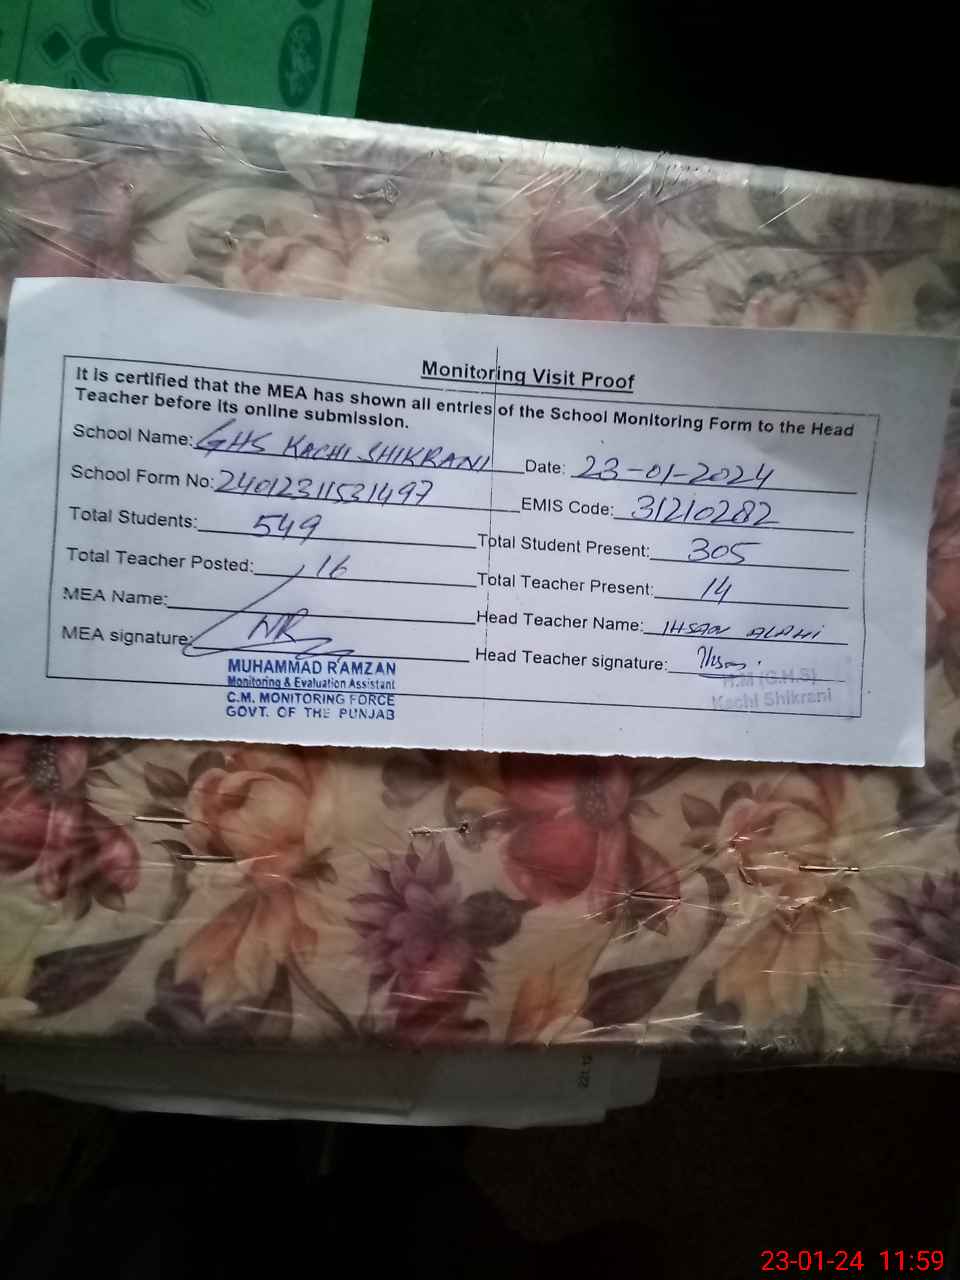 Monitoring Visit Proof
It is certified that the MEA has shown all entries of the School Monitoring Form to the Head
Teacher before its online submission.
School Name: GHS KACHI SHIKRANI Date: 23-01-2024
School Form No: 24012311531497 EMIS Code: 31210282
Total Students: 549 Total Student Present: 305
Total Teacher Posted: 16 Total Teacher Present: 14
MEA Name: Head Teacher Name: IHSAN ALAHI
MEA signature: Head Teacher signature:
MUHAMMAD RAMZAN
Monitoring & Evaluation Assistant
C.M. MONITORING FORCE
GOVT. OF THE PUNJAB
H.M (G.H.S)
Kachi Shikrani
23-01-24 11:59